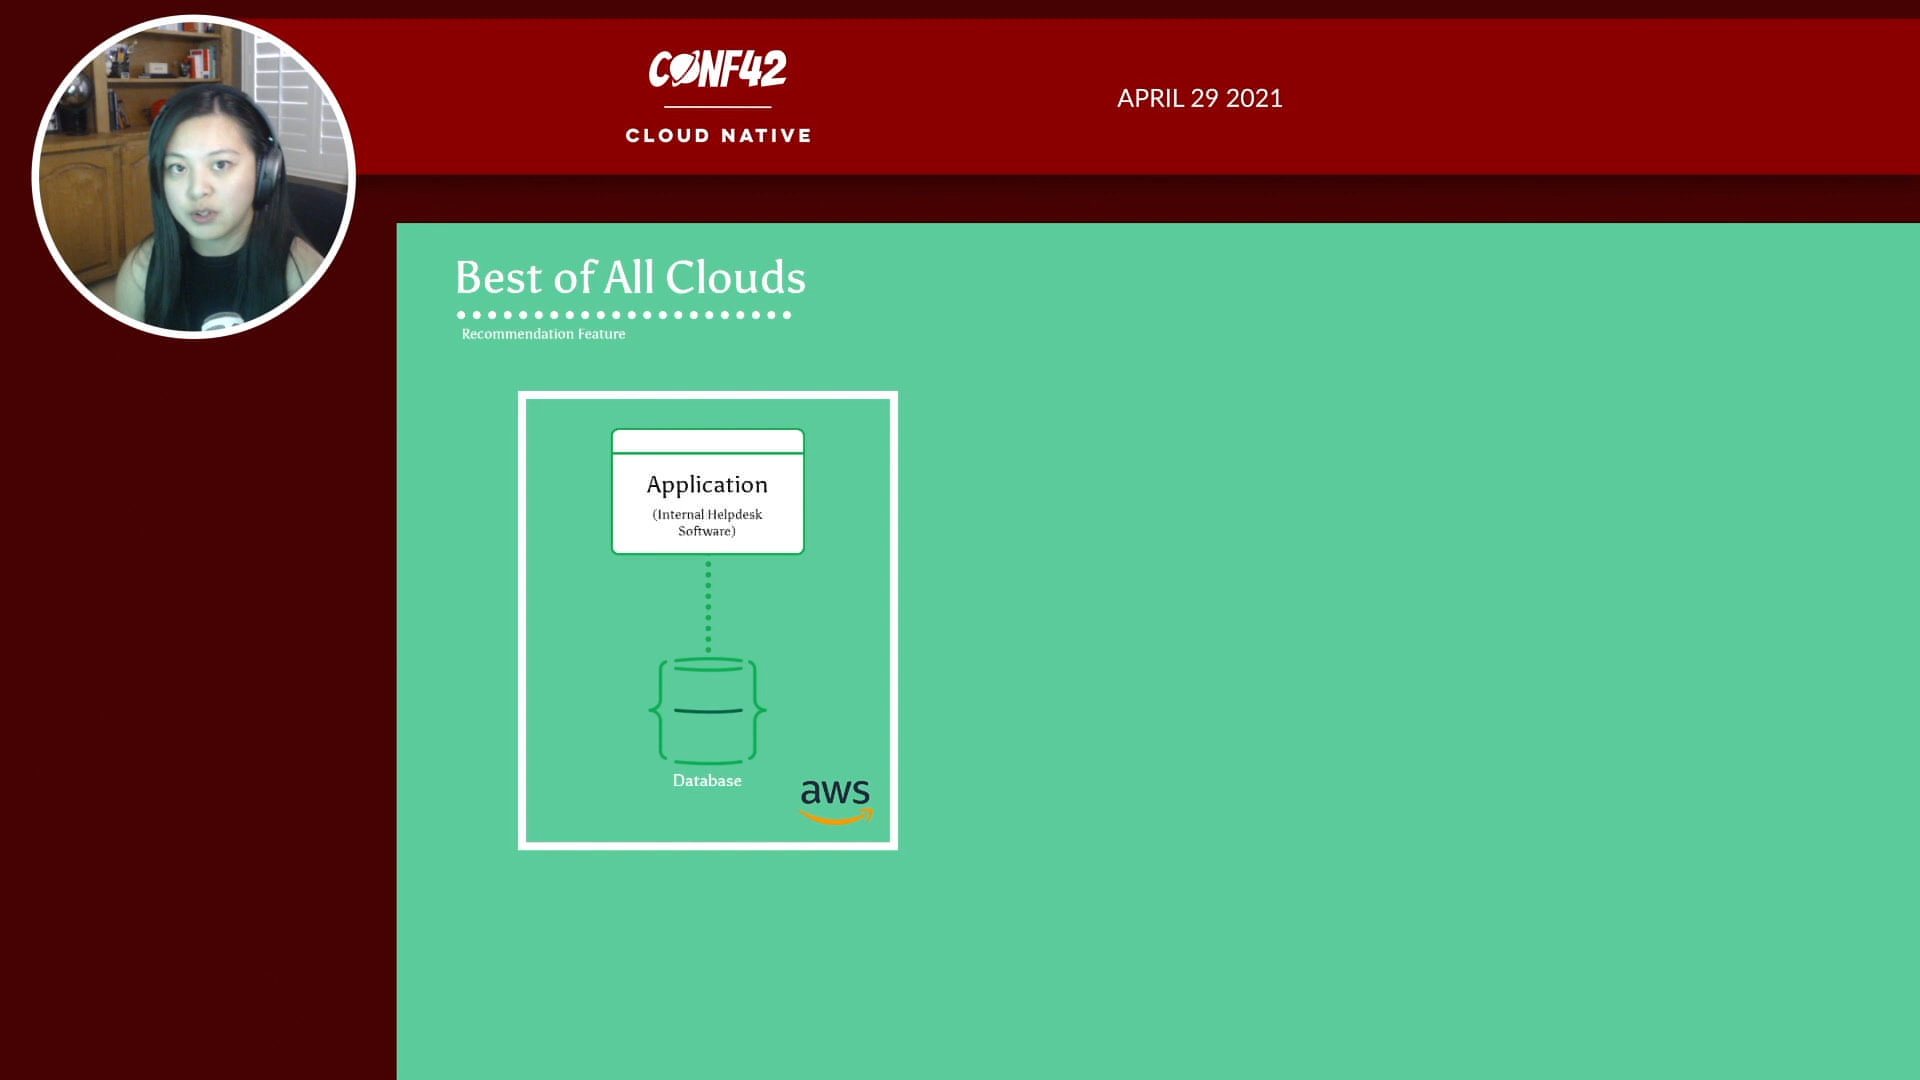 CONF42
CLOUD NATIVE
APRIL 29 2021
Best of All Clouds
Recommendation Feature
Application
(Internal Helpdesk
Software)
Database
aws